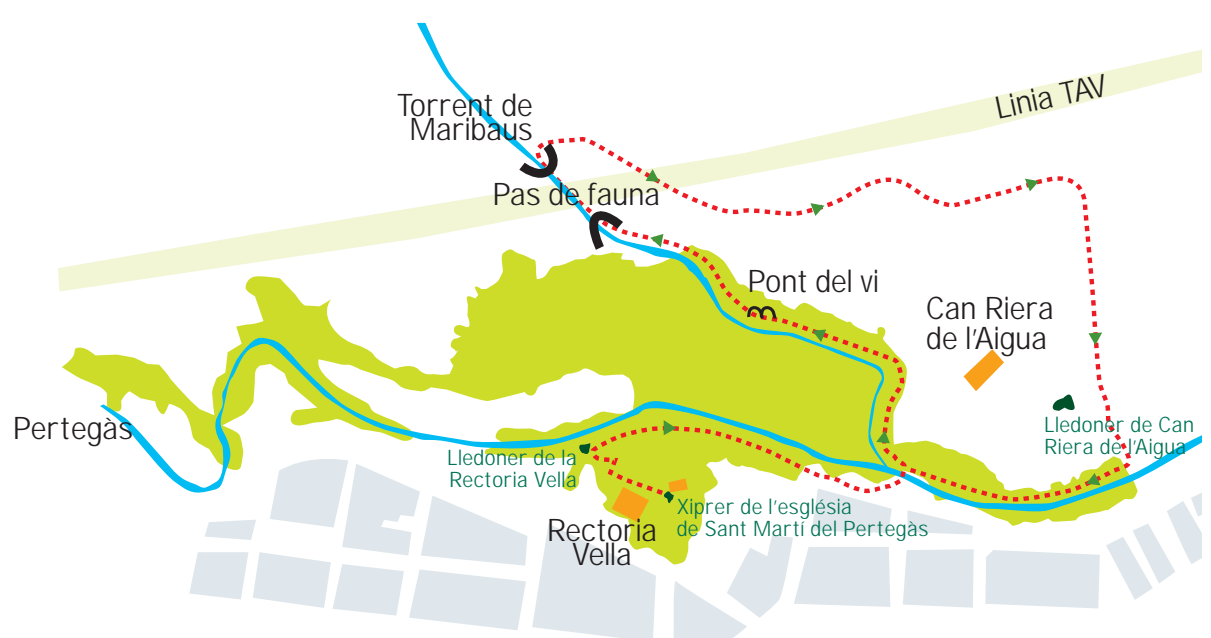 Torrent de
Maribaus
Linia TAV
Pas de fauna
Pont del vi
Can Riera
de l'Aigua
Pertegàs
Lledoner de la
Rectoria Vella
Lledoner de Can
Riera de l'Aigua
Xiprer de l'església
de Sant Martí del Pertegàs
Rectoria
Vella